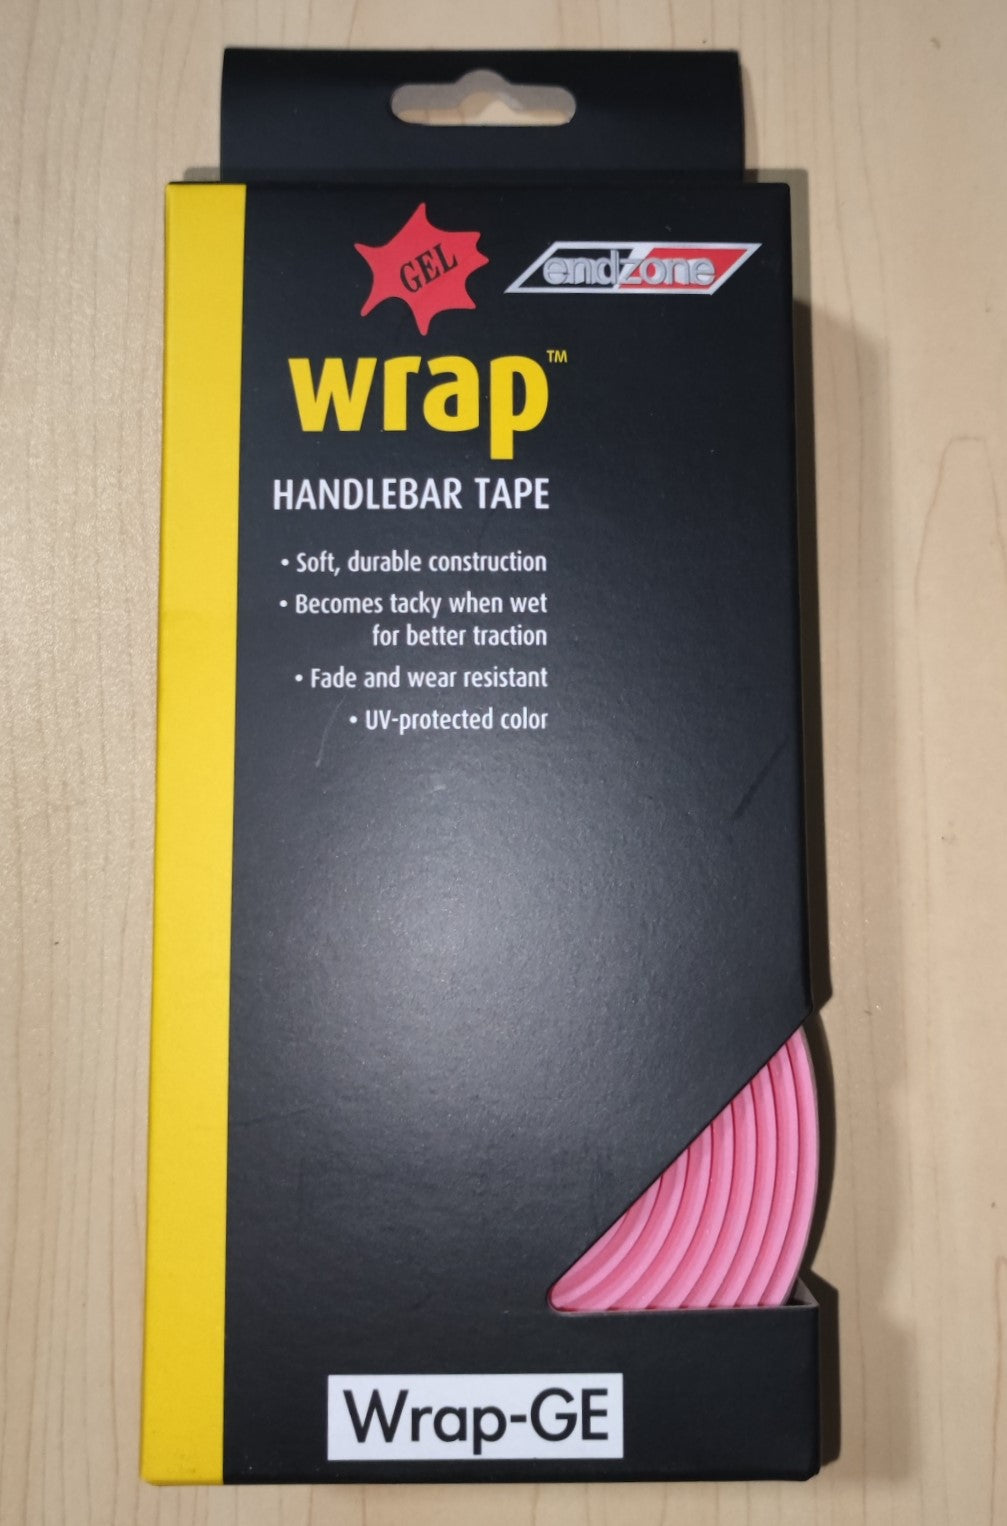 GEL
endzone
wrap™
HANDLEBAR TAPE
• Soft, durable construction
• Becomes tacky when wet
for better traction
• Fade and wear resistant
• UV-protected color
Wrap-GE